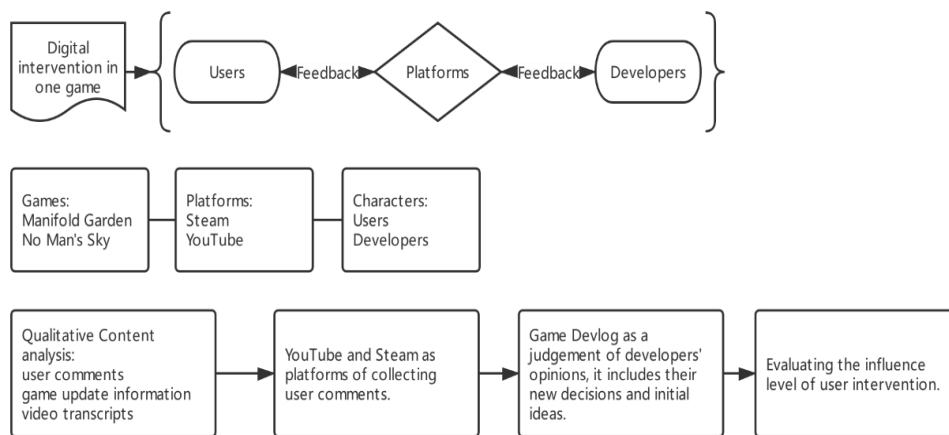 Digital
intervention in
one game
Users
Feedback
Platforms
Feedback
Developers
Games:
Manifold Garden
No Man's Sky
Platforms:
Steam
YouTube
Characters:
Users
Developers
Qualitative Content
analysis:
user comments
game update information
video transcripts
YouTube and Steam as
platforms of collecting
user comments.
Game Devlog as a
judgement of developers'
opinions, it includes their
new decisions and initial
ideas.
Evaluating the influence
level of user intervention.